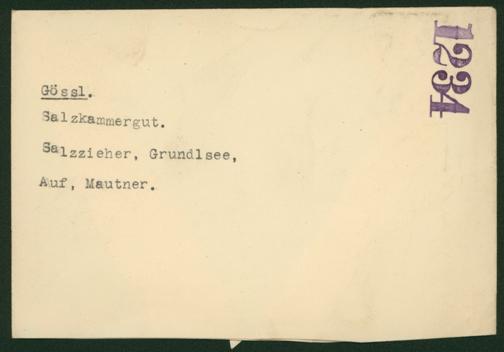 1234
Gössl.
Salzkammergut.
Salzzieher, Grundlsee,
Auf, Mautner.